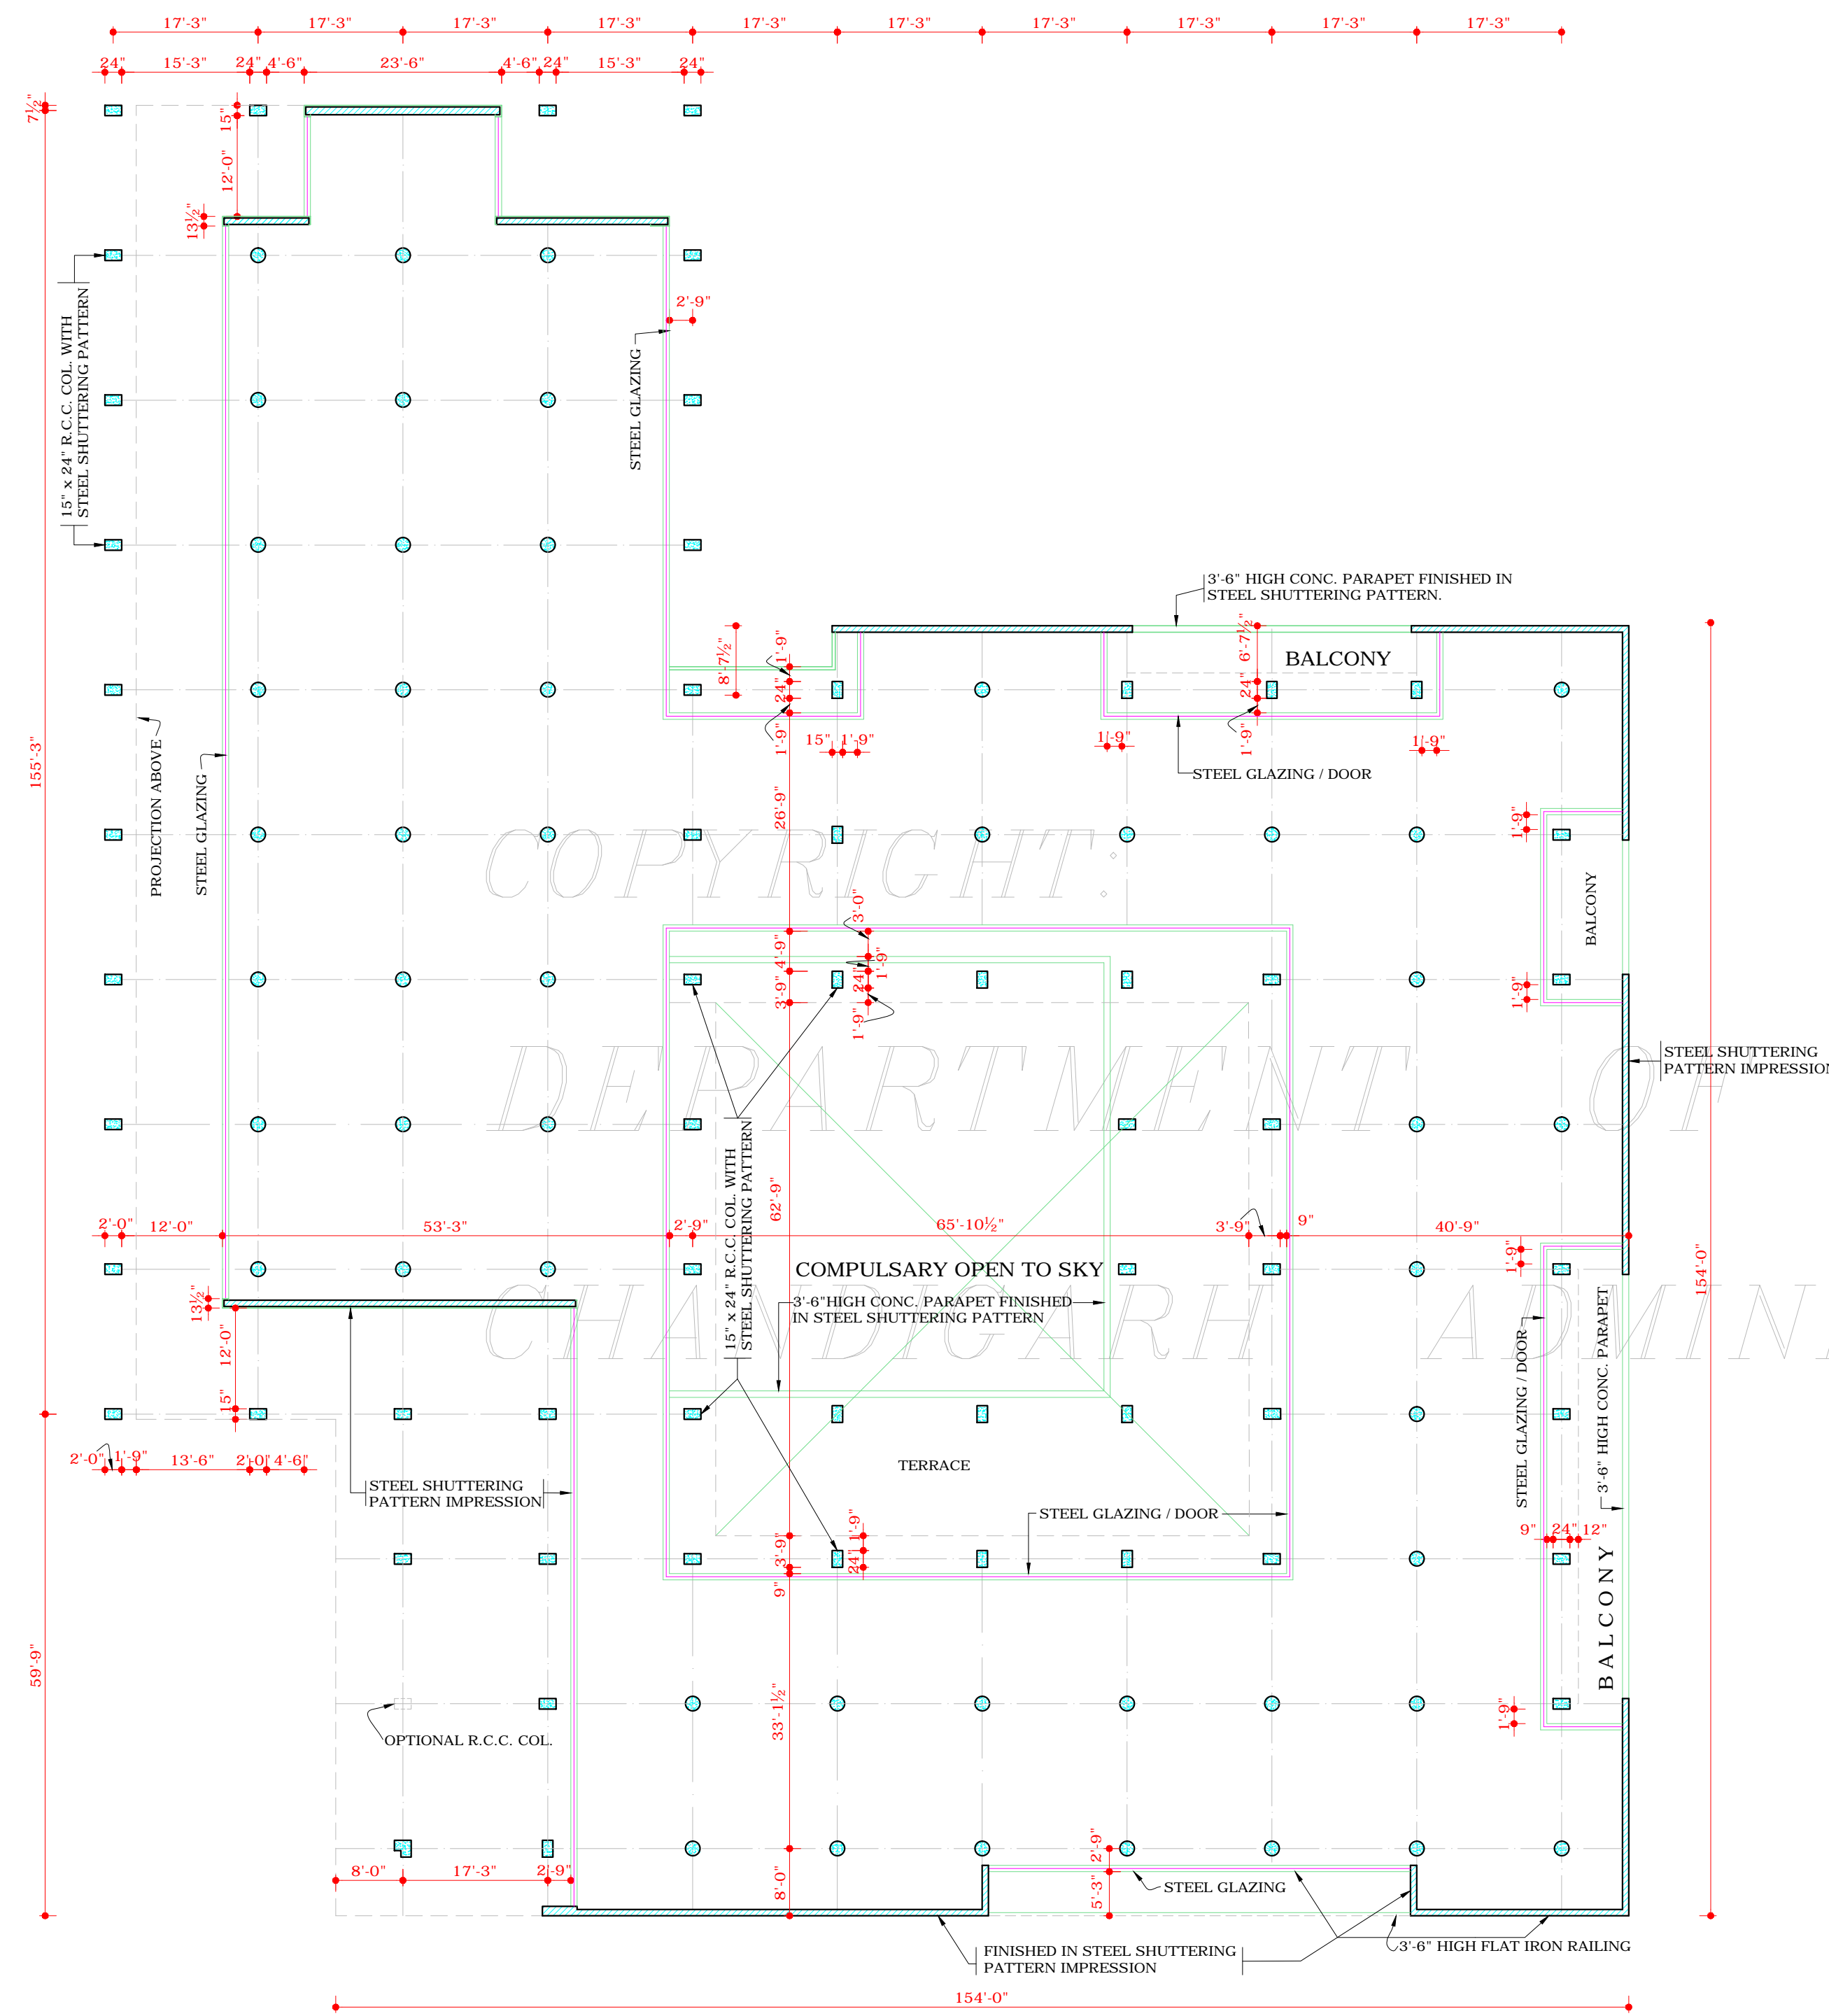 17'-3" 17'-3" 17'-3" 17'-3" 17'-3" 17'-3" 17'-3" 17'-3" 17'-3" 17'-3"
24" 15'-3" 24" 4'-6" 23'-6" 4'-6" 24" 15'-3" 24"
7½"
15"
12'-0"
13½"
15" x 24" R.C.C. COL. WITH
STEEL SHUTTERING PATTERN
2'-9"
STEEL GLAZING
3'-6" HIGH CONC. PARAPET FINISHED IN
STEEL SHUTTERING PATTERN.
8'-7½"
1'-9"
24"
1'-9"
6'-7½"
24"
1'-9"
BALCONY
15" 1'-9"
1'-9"
1'-9"
STEEL GLAZING / DOOR
155'-3"
PROJECTION ABOVE
STEEL GLAZING
26'-9"
1'-9"
BALCONY
1'-9"
COPYRIGHT:
3'-0"
4'-9"
1'-9"
24"
3'-9"
1'-9"
DEPARTMENT OF
STEEL SHUTTERING
PATTERN IMPRESSION
15" x 24" R.C.C. COL. WITH
STEEL SHUTTERING PATTERN
62'-9"
2'-0" 12'-0" 53'-3" 2'-9" 65'-10½" 3'-9" 9" 40'-9"
154'-0"
COMPULSARY OPEN TO SKY
3'-6"HIGH CONC. PARAPET FINISHED
IN STEEL SHUTTERING PATTERN
CHANDIGARH ADMINI
13½"
12'-0"
15"
1'-9"
STEEL GLAZING / DOOR
3'-6" HIGH CONC. PARAPET
2'-0" 1'-9" 13'-6" 2'-0" 4'-6"
STEEL SHUTTERING
PATTERN IMPRESSION
TERRACE
STEEL GLAZING / DOOR
1'-9"
24"
3'-9"
9"
9" 24" 12"
BALCONY
59'-9"
33'-1½"
1'-9"
OPTIONAL R.C.C. COL.
8'-0" 17'-3" 2'-9"
8'-0"
2'-9"
5'-3"
STEEL GLAZING
FINISHED IN STEEL SHUTTERING
PATTERN IMPRESSION
3'-6" HIGH FLAT IRON RAILING
154'-0"